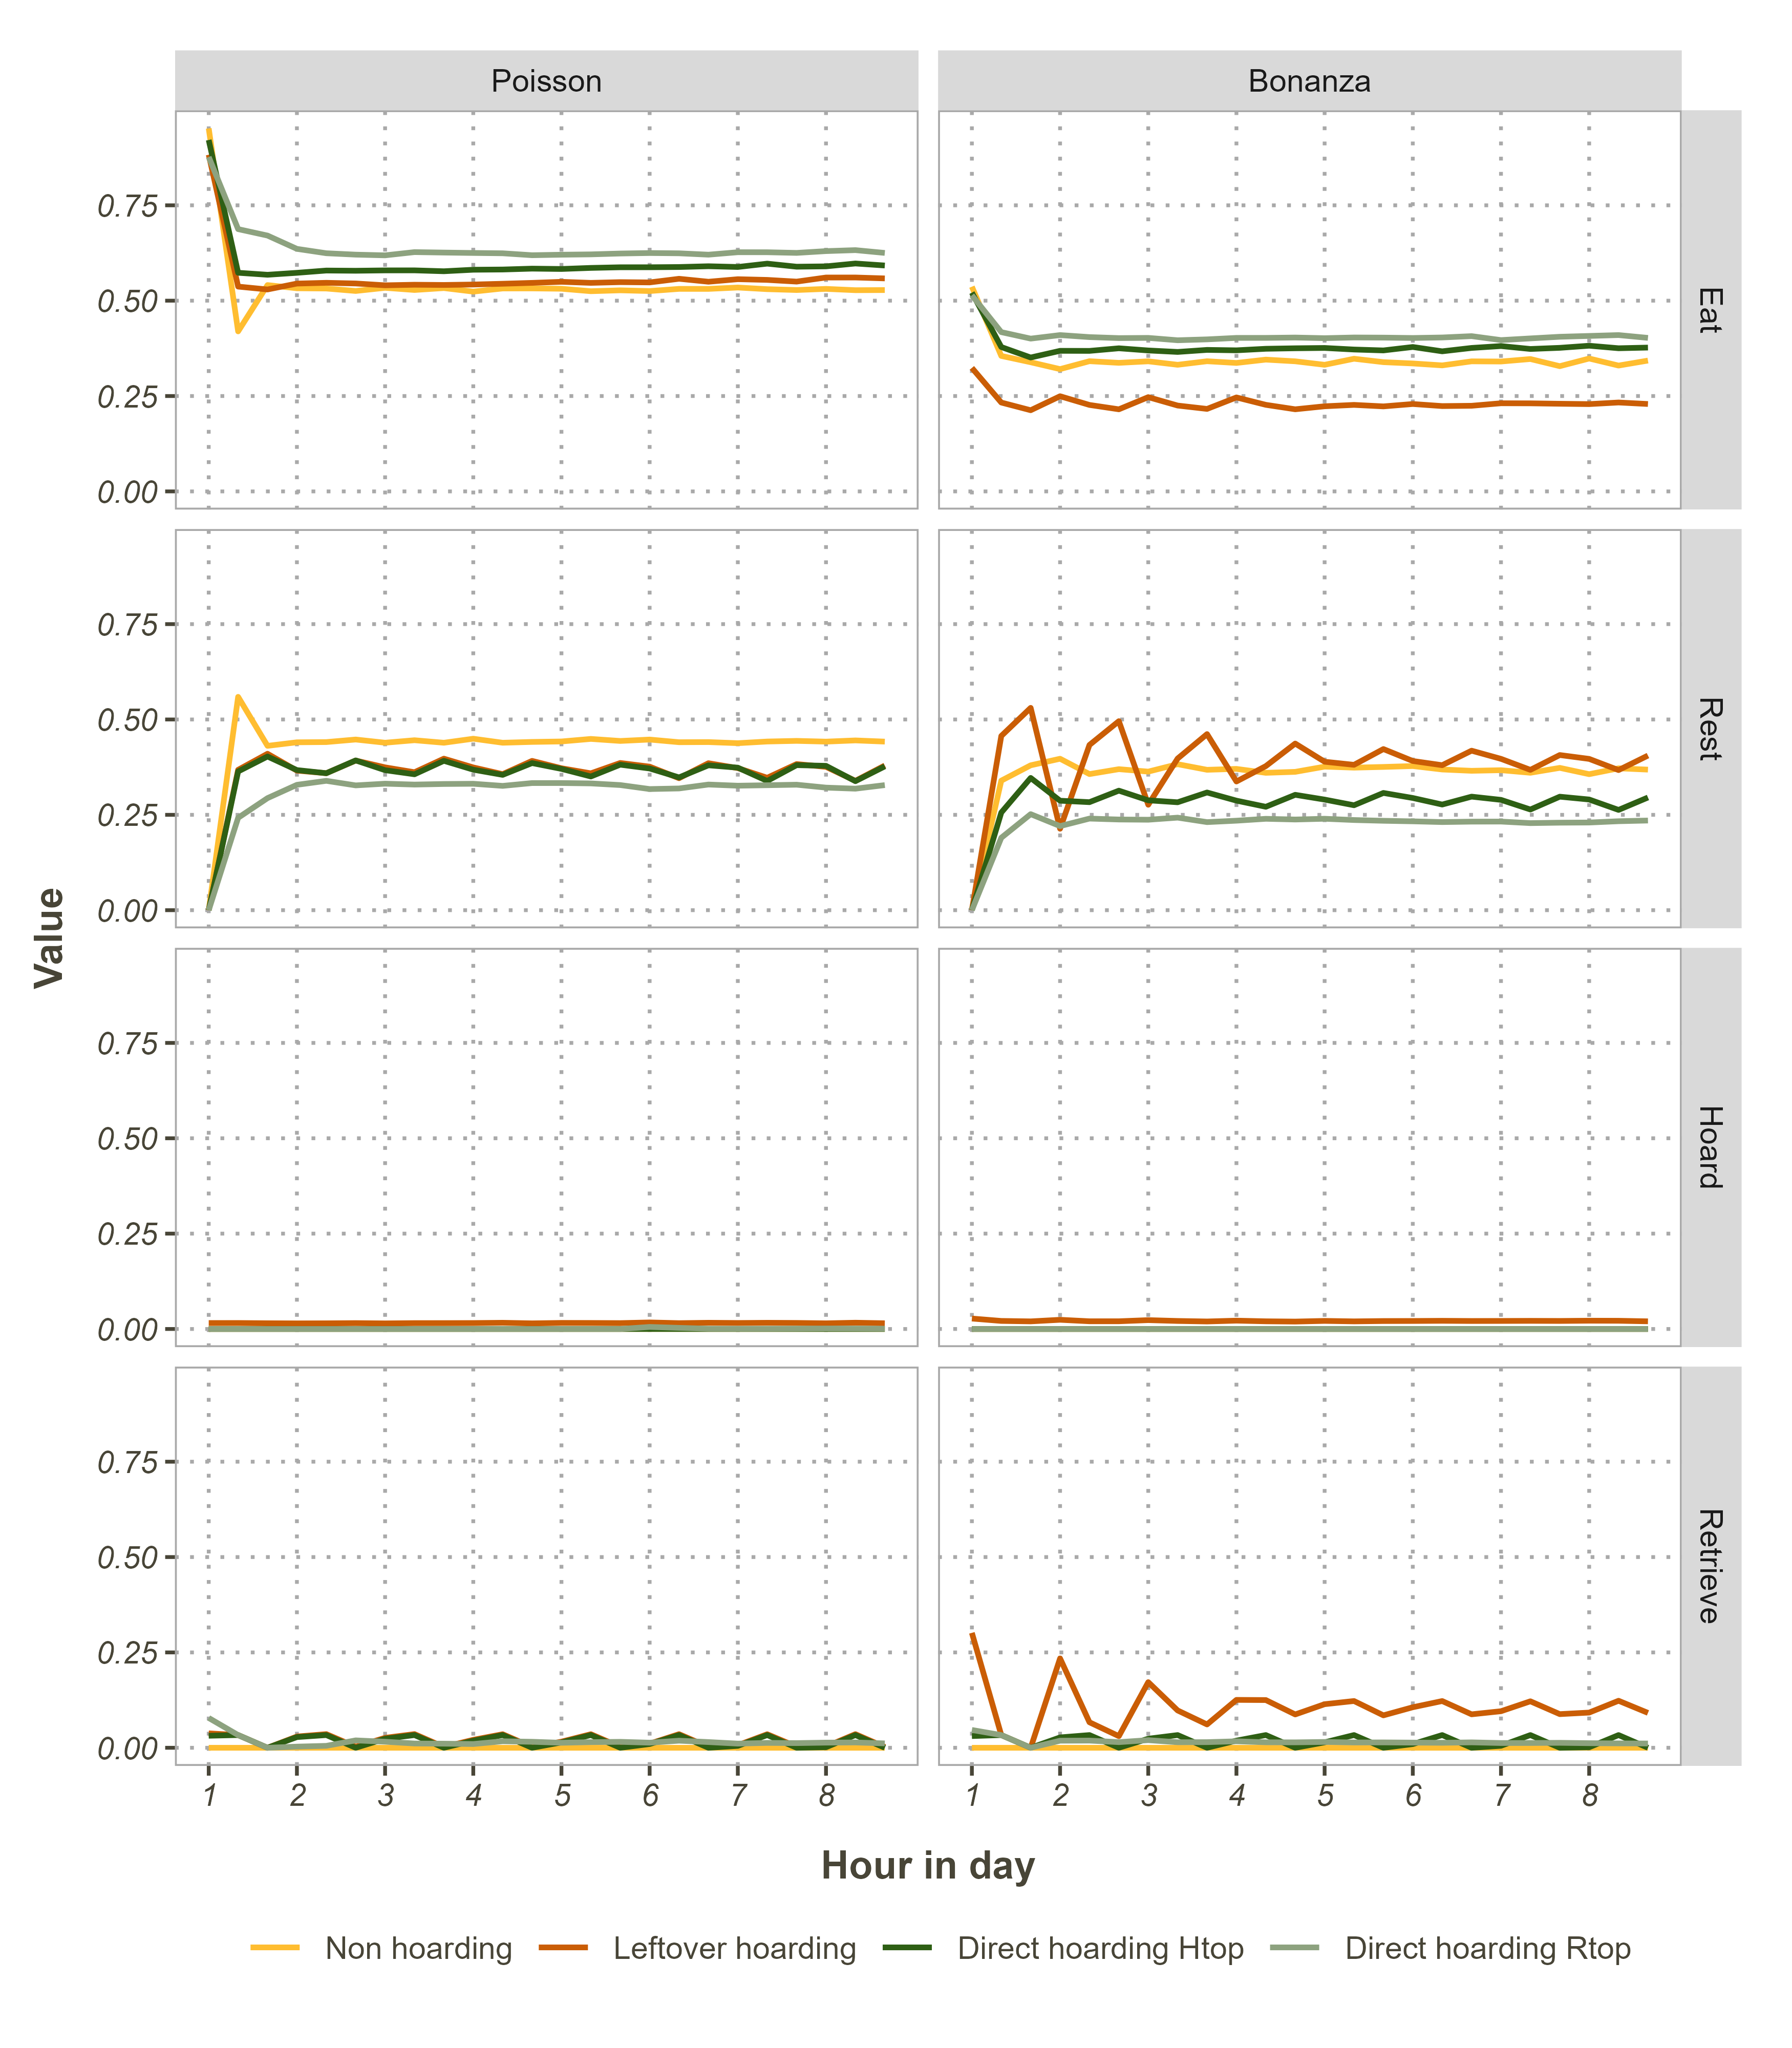 Poisson Bonanza
0.75
0.50
0.25
0.00
Eat
0.75
0.50
0.25
0.00
Rest
Value
0.75
0.50
0.25
0.00
Hoard
0.75
0.50
0.25
0.00
Retrieve
1 2 3 4 5 6 7 8 1 2 3 4 5 6 7 8
Hour in day
Non hoarding Leftover hoarding Direct hoarding Htop Direct hoarding Rtop